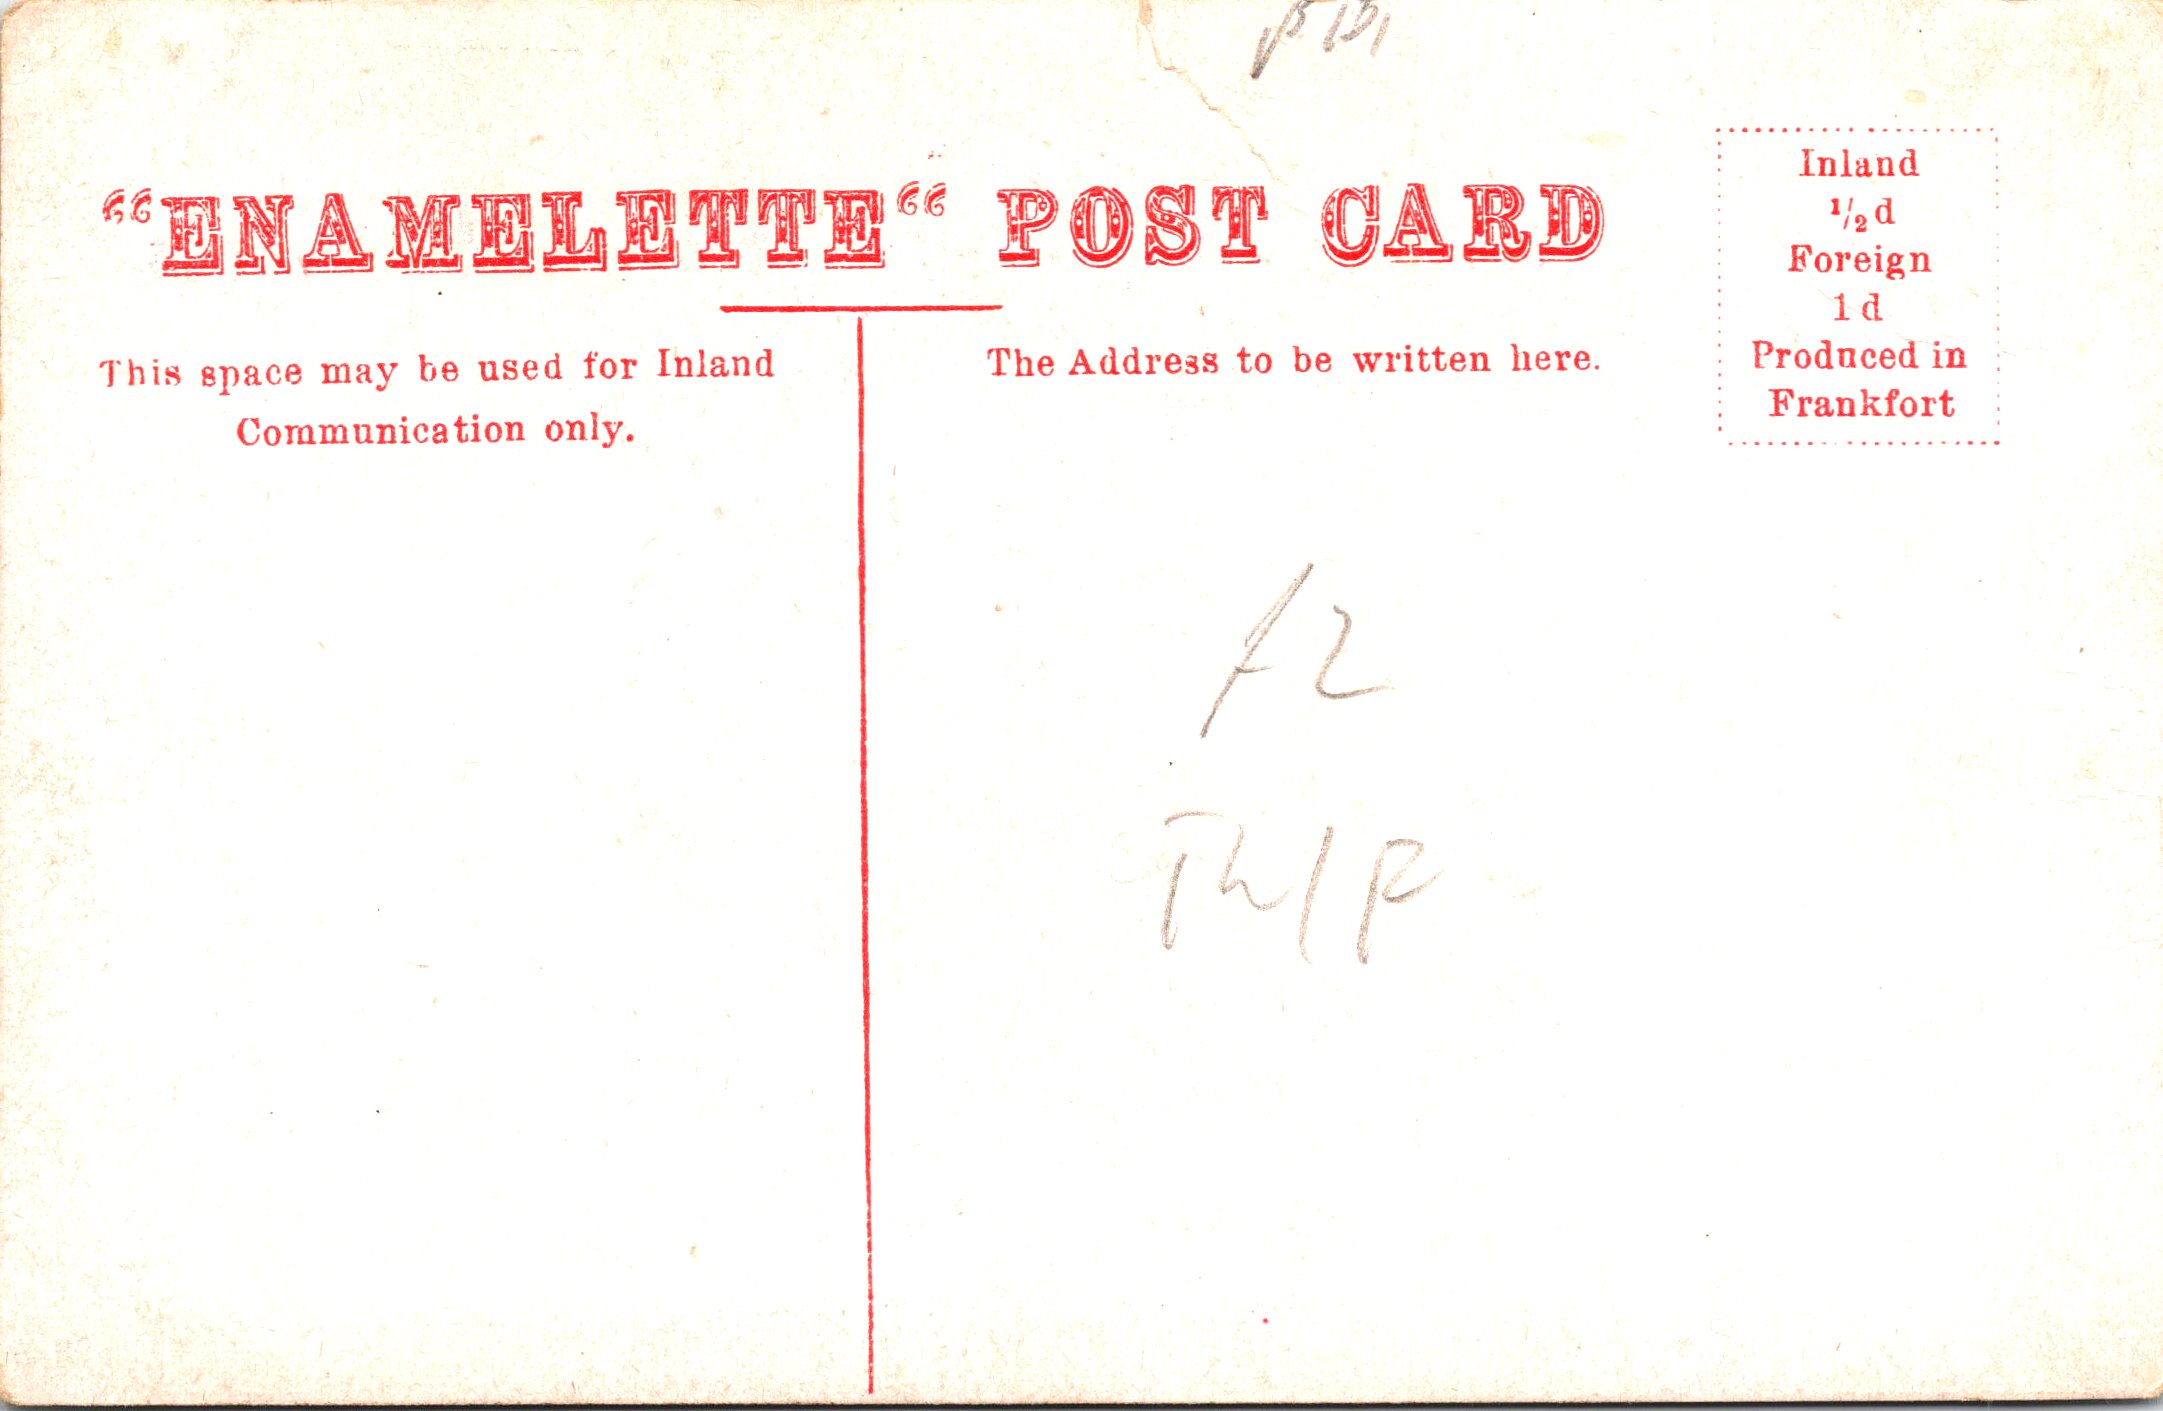 “ENAMELETTE“ POST CARD
Inland
1/2 d
Foreign
1 d
Produced in
Frankfort
This space may be used for Inland
Communication only.
The Address to be written here.